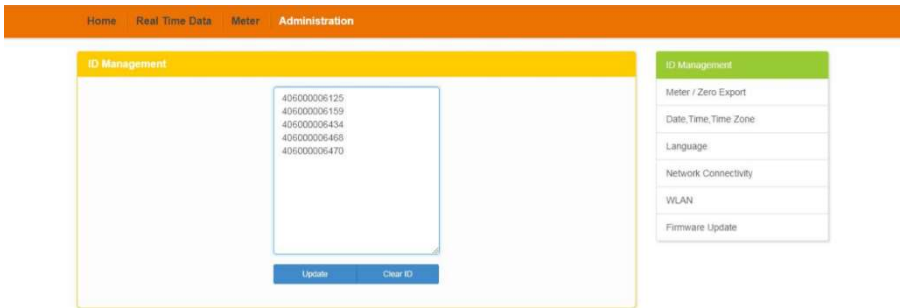 Home Real Time Data Meter Administration
ID Management
406000006125
406000006159
406000006434
406000006468
406000006470
Update Clear ID
ID Management
Meter / Zero Export
Date,Time,Time Zone
Language
Network Connectivity
WLAN
Firmware Update